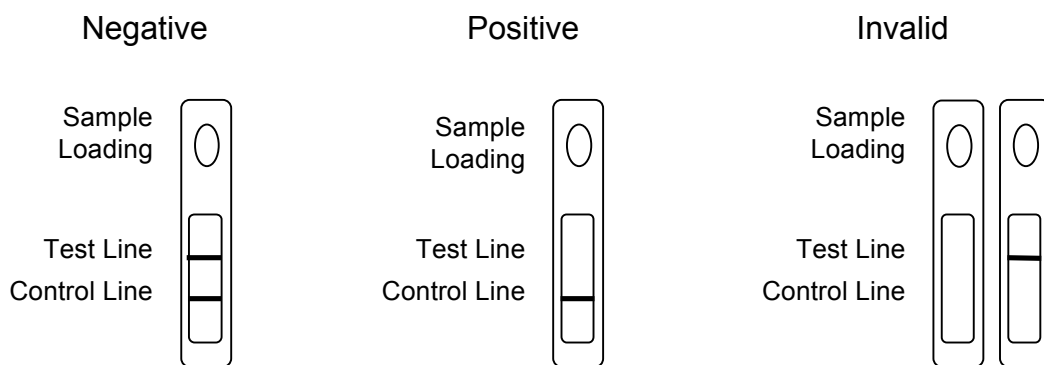 Negative
Positive
Invalid
Sample
Loading
Test Line
Control Line
Sample
Loading
Test Line
Control Line
Sample
Loading
Test Line
Control Line